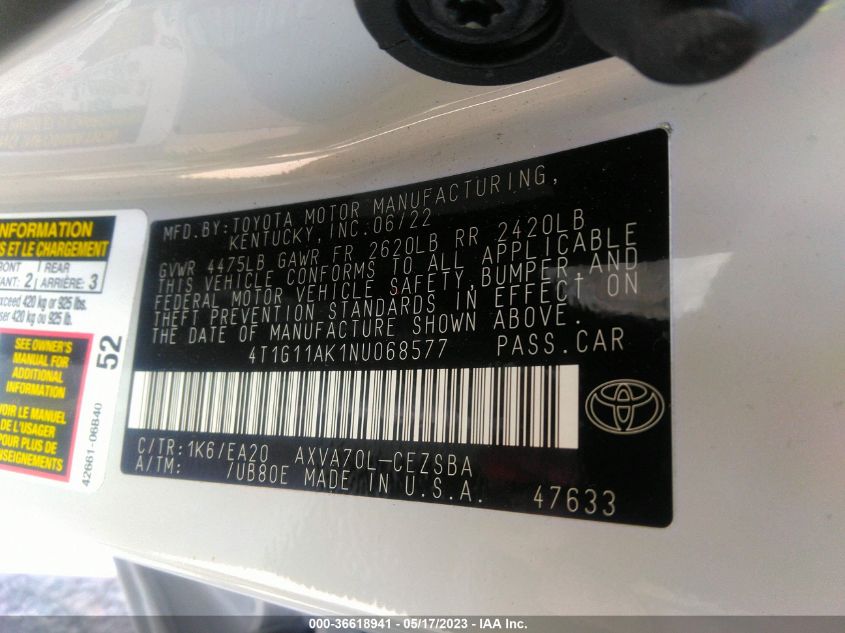 MFD.BY:TOYOTA MOTOR MANUFACTURING,
KENTUCKY, INC. 06/22
GVWR 4475LB GAWR FR 2620LB RR 2420LB
THIS VEHICLE CONFORMS TO ALL APPLICABLE
FEDERAL MOTOR VEHICLE SAFETY,BUMPER,AND
THEFT PREVENTION STANDARDS IN EFFECT ON
THE DATE OF MANUFACTURE SHOWN ABOVE.
4T1G11AK1NU068577 PASS.CAR
C/TR:1K6/EA20 AXVA70L-CEZSBA
A/TM: /UB80E MADE IN U.S.A.
47633
INFORMATION
ET LE CHARGEMENT
REAR
2 ARRIÈRE: 3
exceed 420 kg or 925 lbs.
420 kg ou 925 lb.
SEE OWNER'S
MANUAL FOR
ADDITIONAL
INFORMATION
VOIR LE MANUEL
DE L'USAGER
POUR PLUS DE
RENSEIGNEMENTS
52
42661-06B40
000-36618941 - 05/17/2023 - IAA Inc.